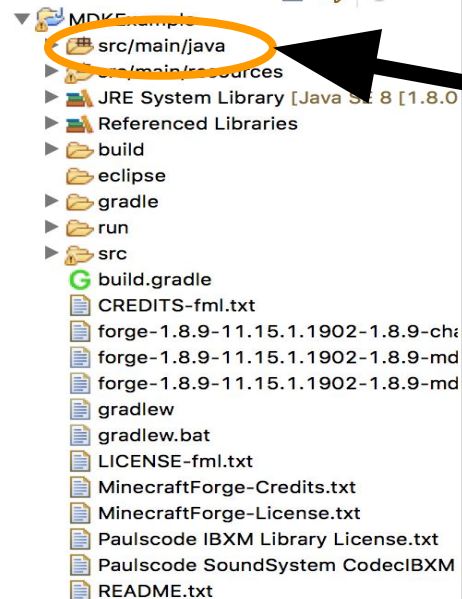 MDKExample
src/main/java
src/main/resources
JRE System Library [Java SE 8 [1.8.0
Referenced Libraries
build
eclipse
gradle
run
src
G build.gradle
CREDITS-fml.txt
forge-1.8.9-11.15.1.1902-1.8.9-cha
forge-1.8.9-11.15.1.1902-1.8.9-md
forge-1.8.9-11.15.1.1902-1.8.9-md
gradlew
gradlew.bat
LICENSE-fml.txt
MinecraftForge-Credits.txt
MinecraftForge-License.txt
Paulscode IBXM Library License.txt
Paulscode SoundSystem CodecIBXM
README.txt